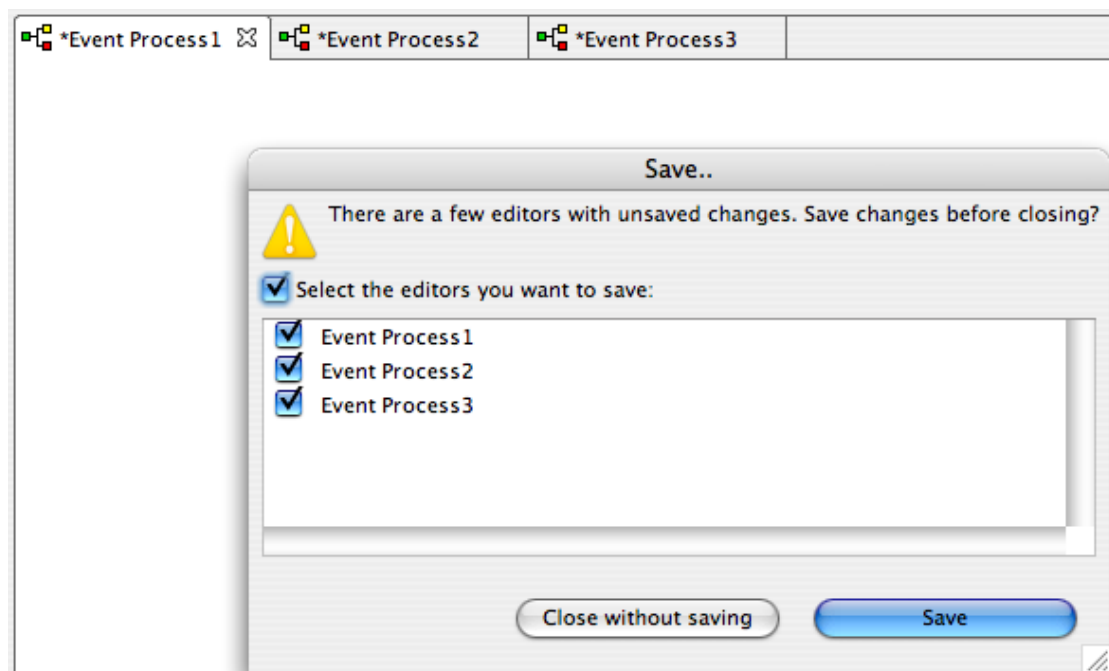 *Event Process1 *Event Process2 *Event Process3
Save..
There are a few editors with unsaved changes. Save changes before closing?
Select the editors you want to save:
Event Process1
Event Process2
Event Process3
Close without saving Save